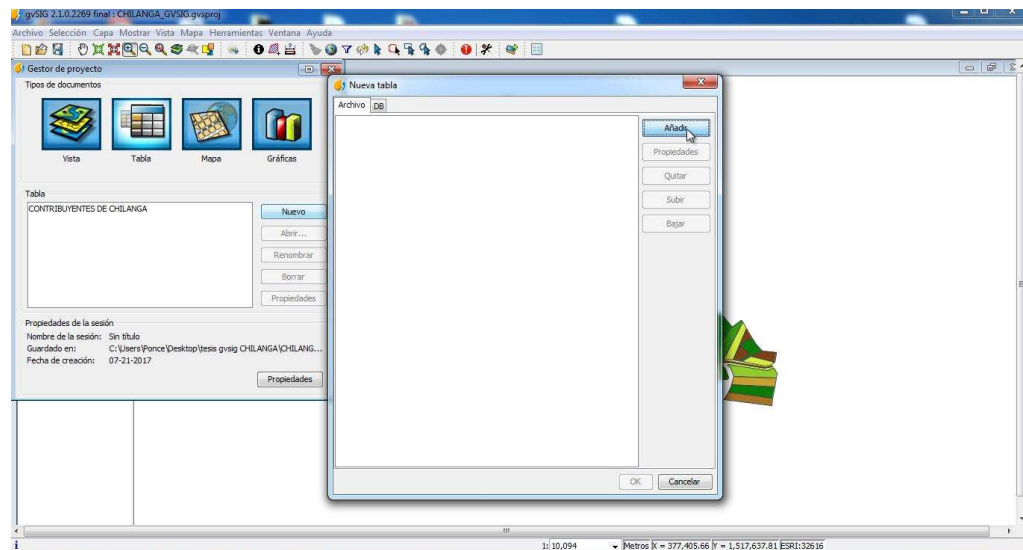 gvSIG 2.1.0.2269 final : CHILANGA_GVSIG.gvsproj
Archivo Selección Capa Mostrar Vista Mapa Herramientas Ventana Ayuda
Gestor de proyecto
Tipos de documentos
Vista Tabla Mapa Gráficas
Tabla
CONTRIBUYENTES DE CHILANGA
Nuevo
Abrir...
Renombrar
Borrar
Propiedades
Propiedades de la sesión
Nombre de la sesión: Sin título
Guardado en: C:\Users\Ponce\Desktop\tesis gvsig CHILANGA\CHILANG...
Fecha de creación: 07-21-2017
Propiedades
Nueva tabla
Archivo DB
Añadir
Propiedades
Quitar
Subir
Bajar
OK Cancelar
1: 10,094 Metros X = 377,405.66 Y = 1,517,637.81 ESRI:32616